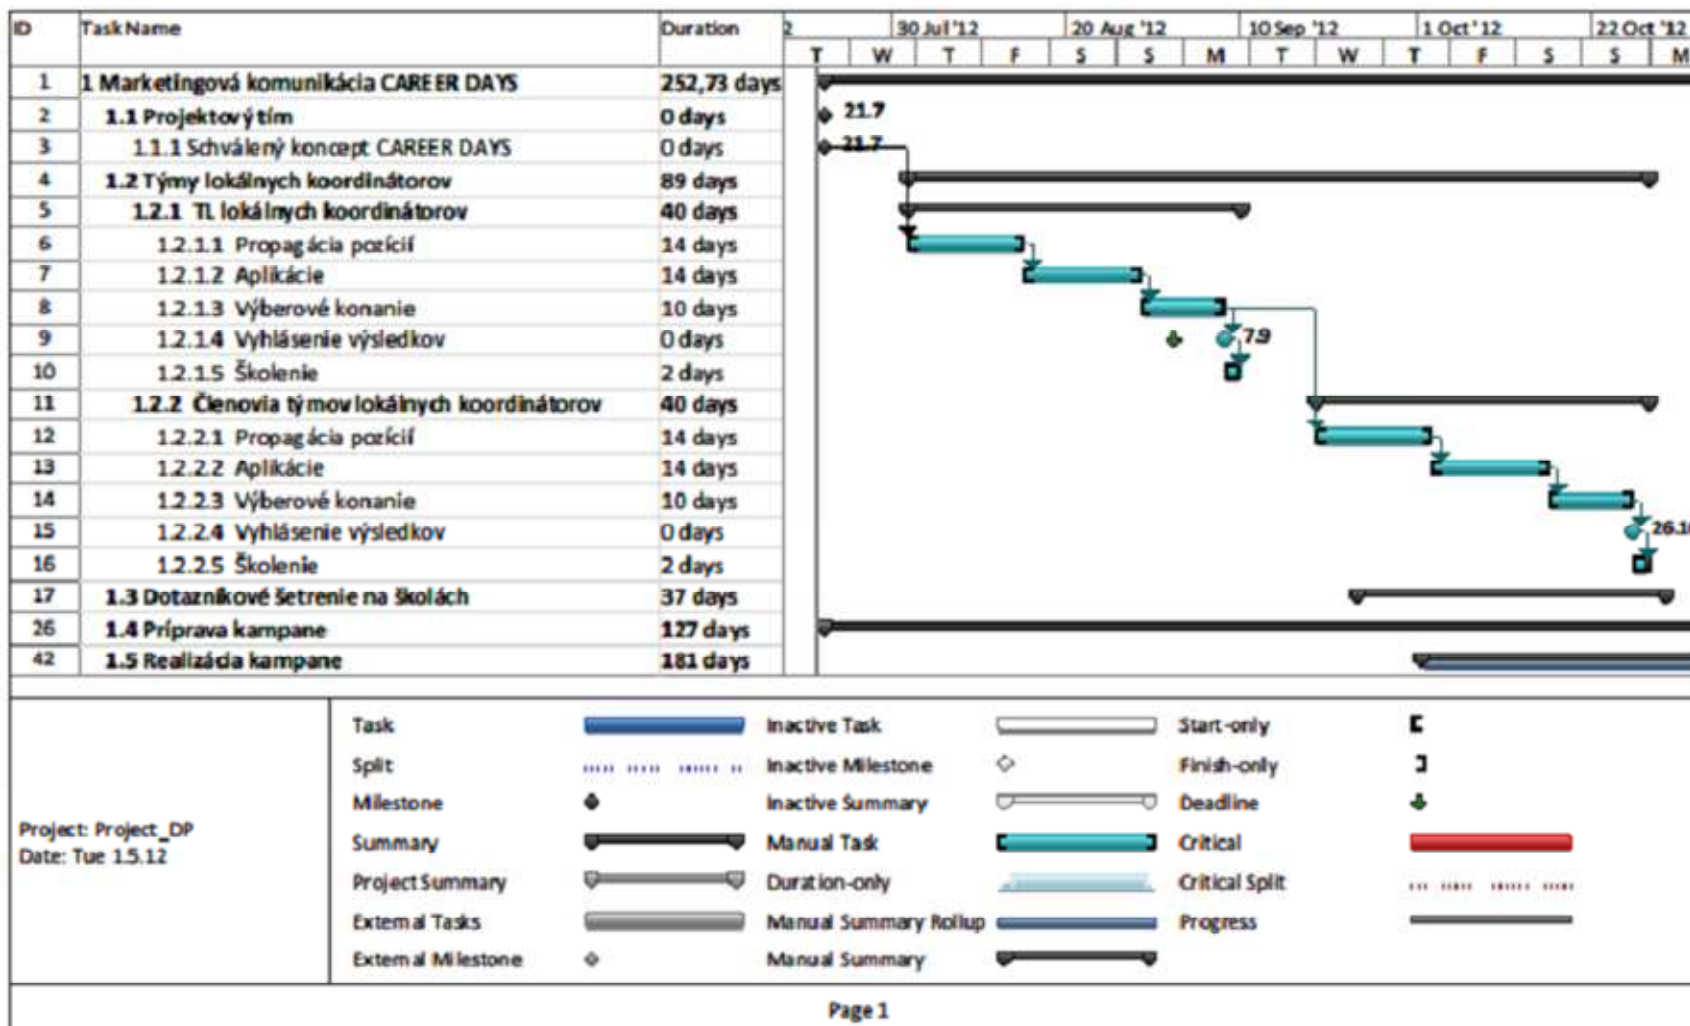 ID Task Name Duration 2 30 Jul '12 20 Aug '12 10 Sep '12 1 Oct '12 22 Oct '12
T W T F S S M T W T F S S M
1 1 Marketingová komunikácia CAREER DAYS 252,73 days
2 1.1 Projektový tím 0 days 21.7
3 1.1.1 Schválený koncept CAREER DAYS 0 days 21.7
4 1.2 Týmy lokálnych koordinátorov 89 days
5 1.2.1 TL lokálnych koordinátorov 40 days
6 1.2.1.1 Propagácia pozícií 14 days
7 1.2.1.2 Aplikácie 14 days
8 1.2.1.3 Výberové konanie 10 days
9 1.2.1.4 Vyhlásenie výsledkov 0 days 7.9
10 1.2.1.5 Školenie 2 days
11 1.2.2 Členovia týmov lokálnych koordinátorov 40 days
12 1.2.2.1 Propagácia pozícií 14 days
13 1.2.2.2 Aplikácie 14 days
14 1.2.2.3 Výberové konanie 10 days
15 1.2.2.4 Vyhlásenie výsledkov 0 days 26.10
16 1.2.2.5 Školenie 2 days
17 1.3 Dotazníkové šetrenie na školách 37 days
26 1.4 Príprava kampane 127 days
42 1.5 Realizácia kampane 181 days
Project: Project_DP
Date: Tue 1.5.12
Task Inactive Task Start-only
Split Inactive Milestone Finish-only
Milestone Inactive Summary Deadline
Summary Manual Task Critical
Project Summary Duration-only Critical Split
External Tasks Manual Summary Rollup Progress
External Milestone Manual Summary
Page 1